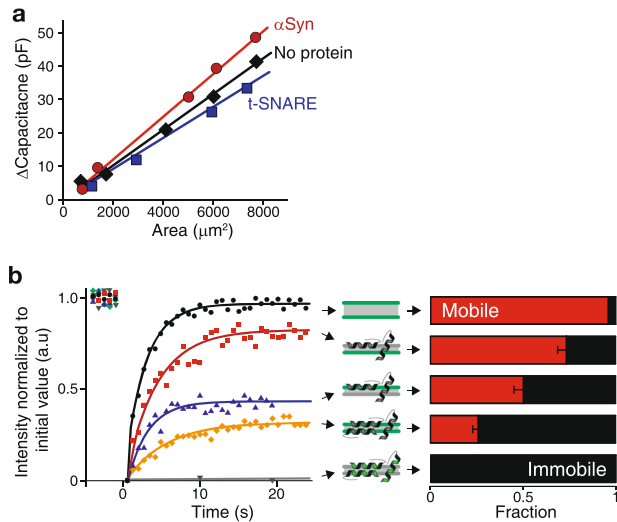 a
αSyn
No protein
t-SNARE
ΔCapacitacne (pF)
50
40
30
20
10
0
0
2000
4000
6000
8000
Area (μm²)
b
Intensity normalized to
initial value (a.u)
1.0
0.5
0
0
10
20
Time (s)
Mobile
Immobile
0
0.5
1
Fraction